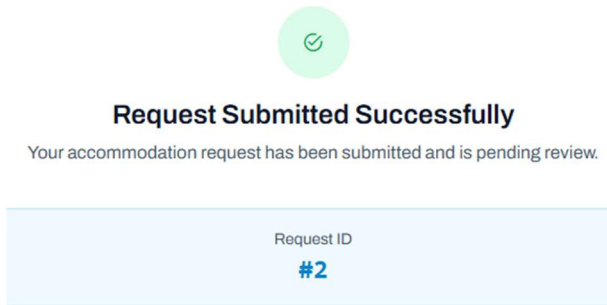 Request Submitted Successfully
Your accommodation request has been submitted and is pending review.
Request ID
#2